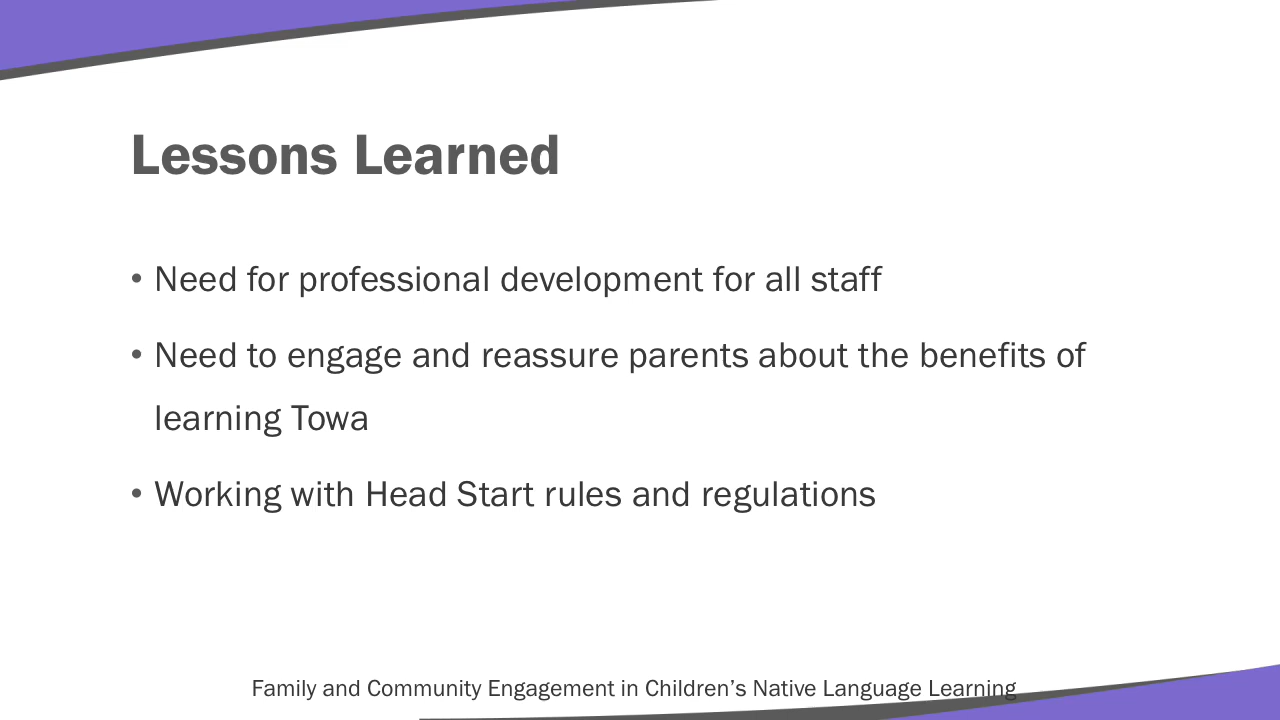 Lessons Learned
• Need for professional development for all staff
• Need to engage and reassure parents about the benefits of
learning Towa
• Working with Head Start rules and regulations
Family and Community Engagement in Children’s Native Language Learning